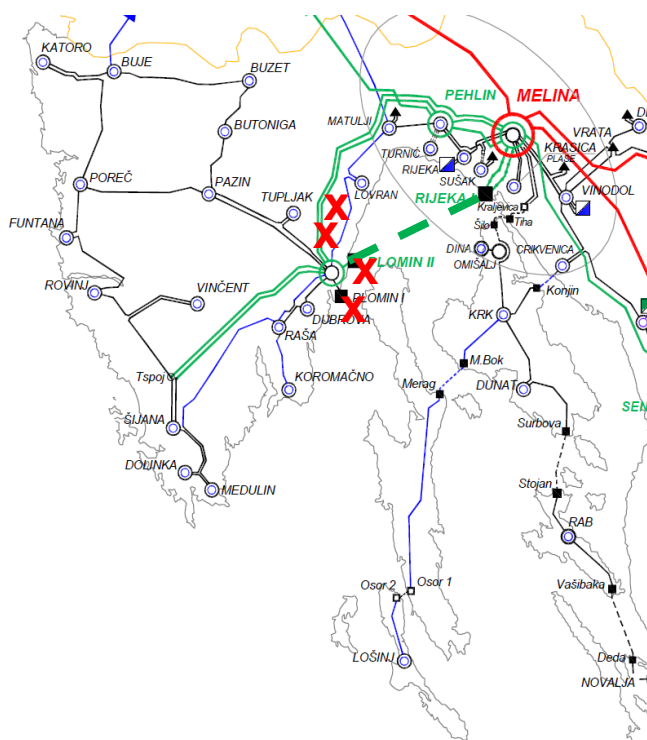 KATORO
BUJE
BUZET
PEHLIN
MELINA
MATULJI
BUTONIGA
TURNIĆ
VRATA
KRASICA
PLASE
RIJEKA
SUŠAK
POREČ
PAZIN
TUPLJAK
LOVRAN
RIJEKA
VINODOL
Kraljevica
FUNTANA
Šilo
Tiha
DINA
CRIKVENICA
OMIŠALJ
X
X
PLOMIN II
X
ROVINJ
VINČENT
PLOMIN I
X
Konjin
DUBROVA
RAŠA
KRK
Tspoj
KOROMAČNO
M.Bok
Merag
DUNAT
SEN
ŠIJANA
Surbova
DOLINKA
MEDULIN
Stojan
RAB
Osor 2
Osor 1
Vašibaka
LOŠINJ
Deda
NOVALJA